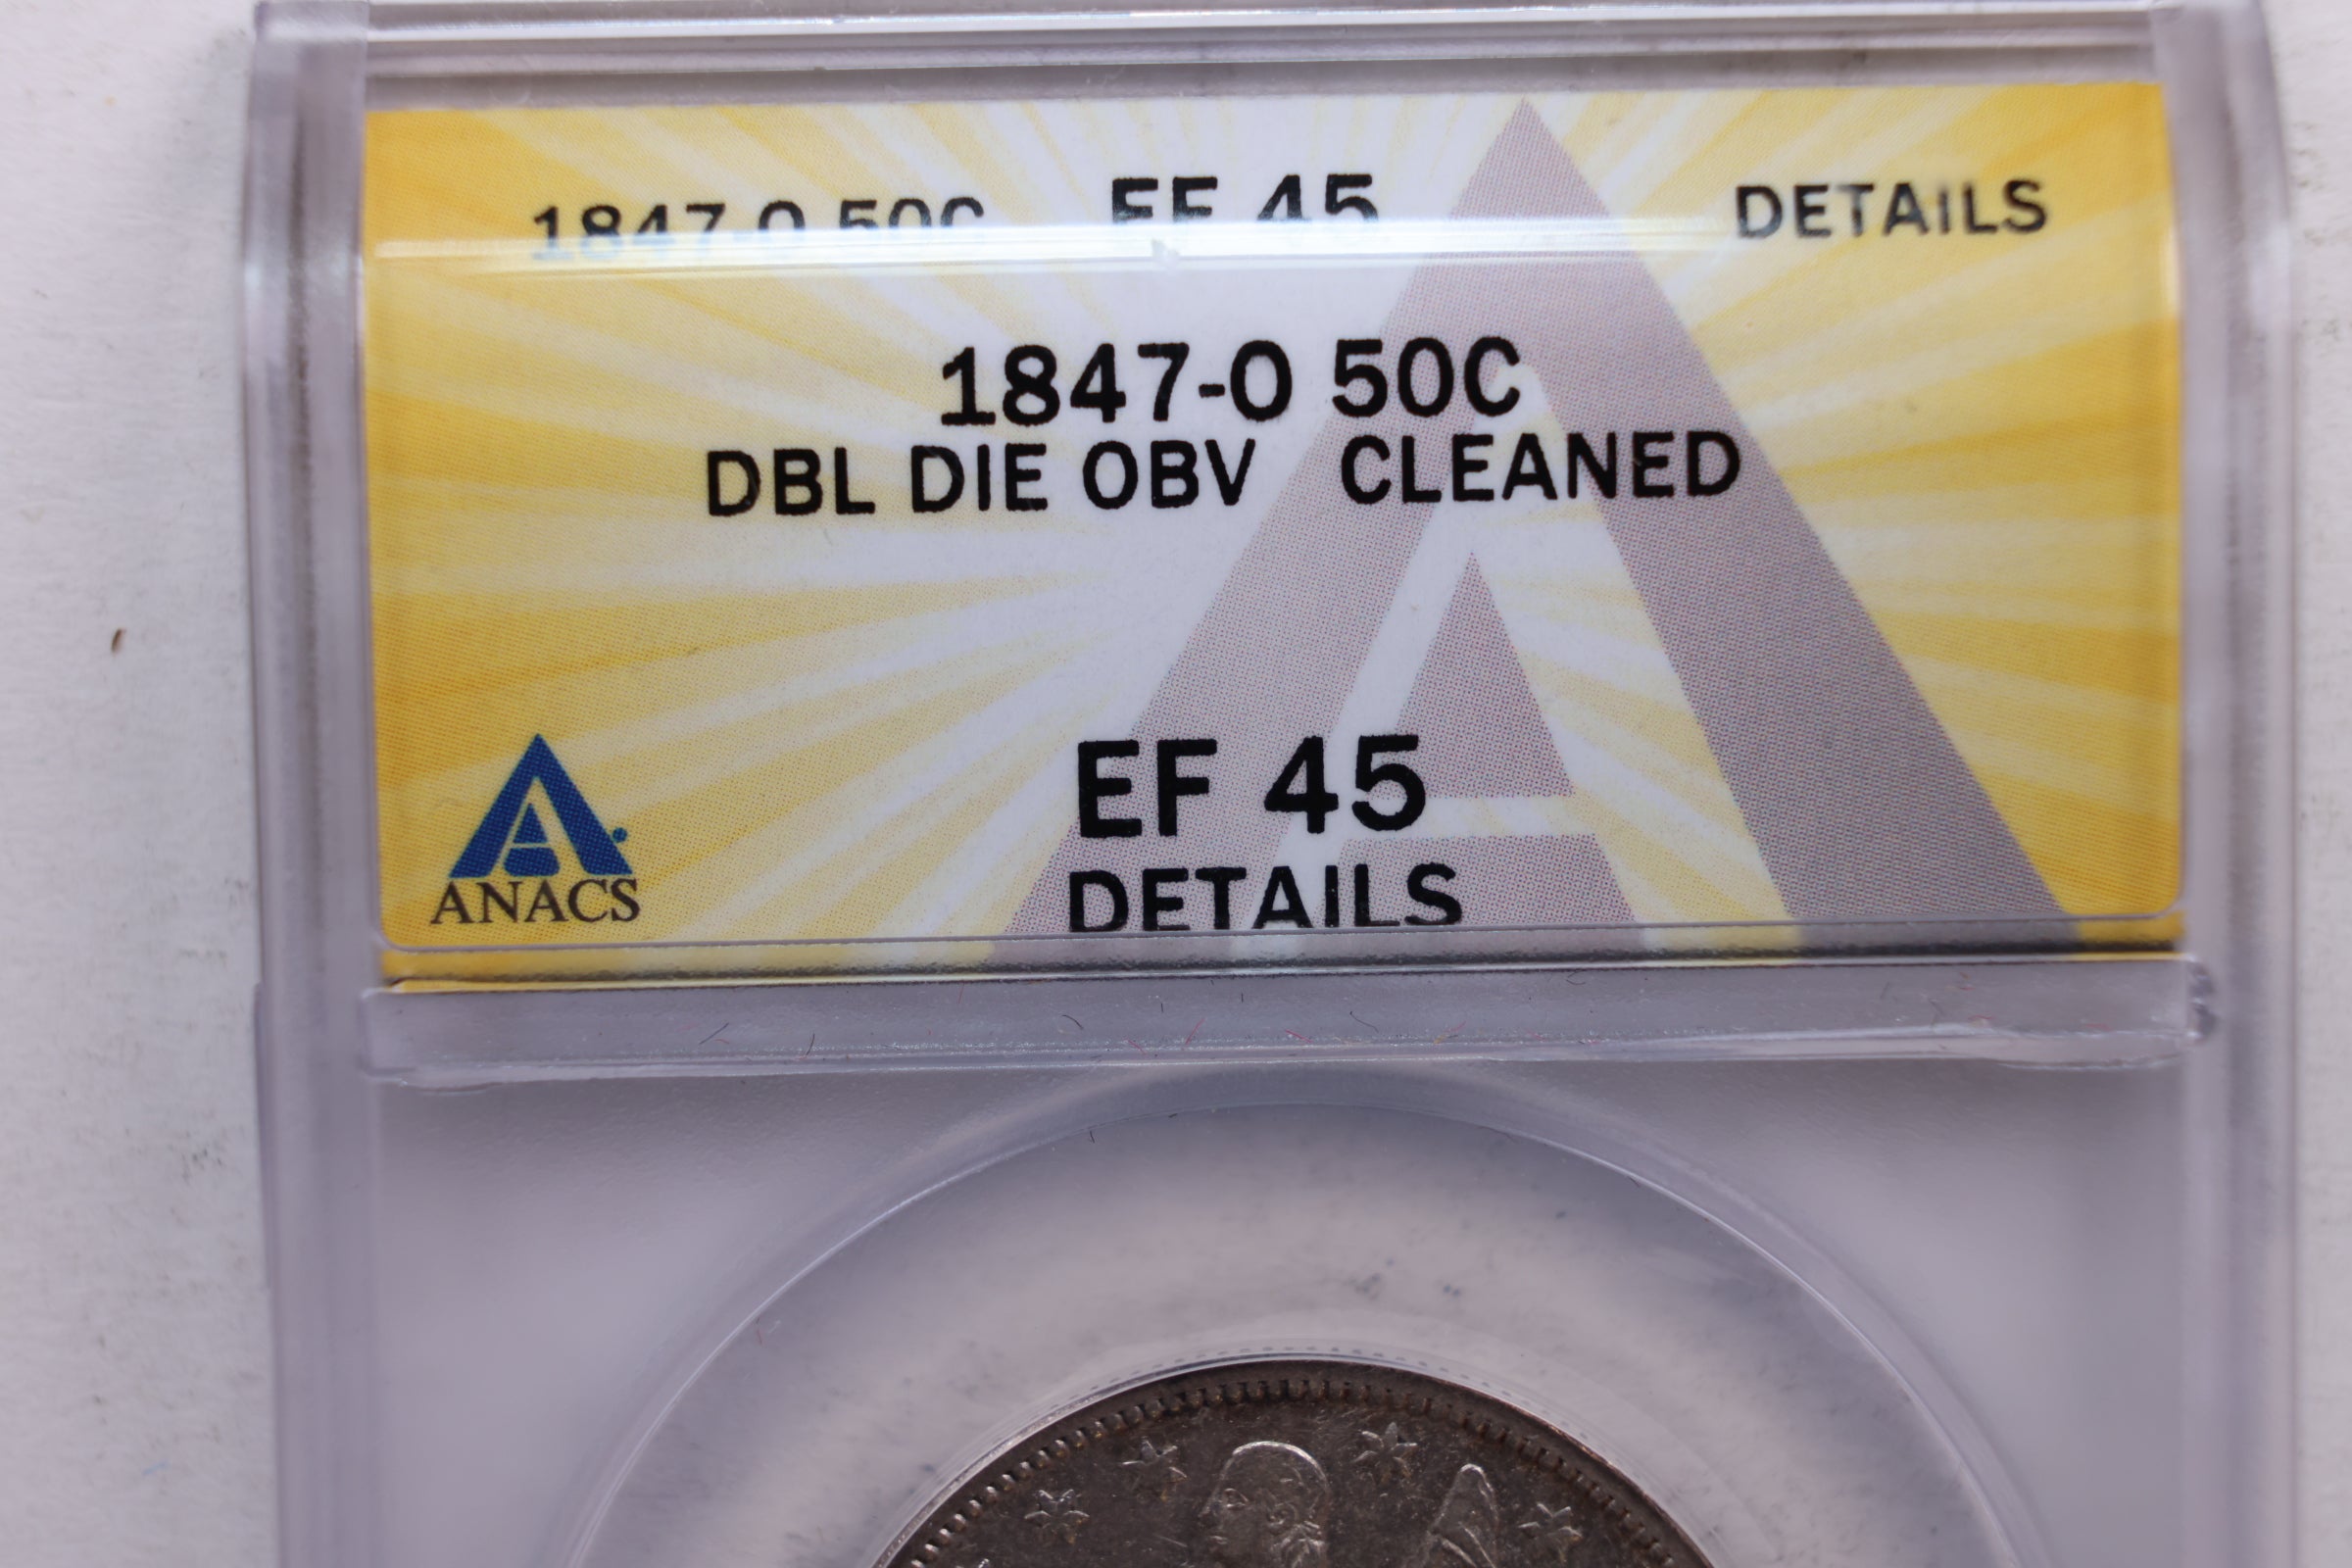 1847-O 50C EF 45 DETAILS
1847-O 50C
DBL DIE OBV CLEANED
EF 45
DETAILS
ANACS